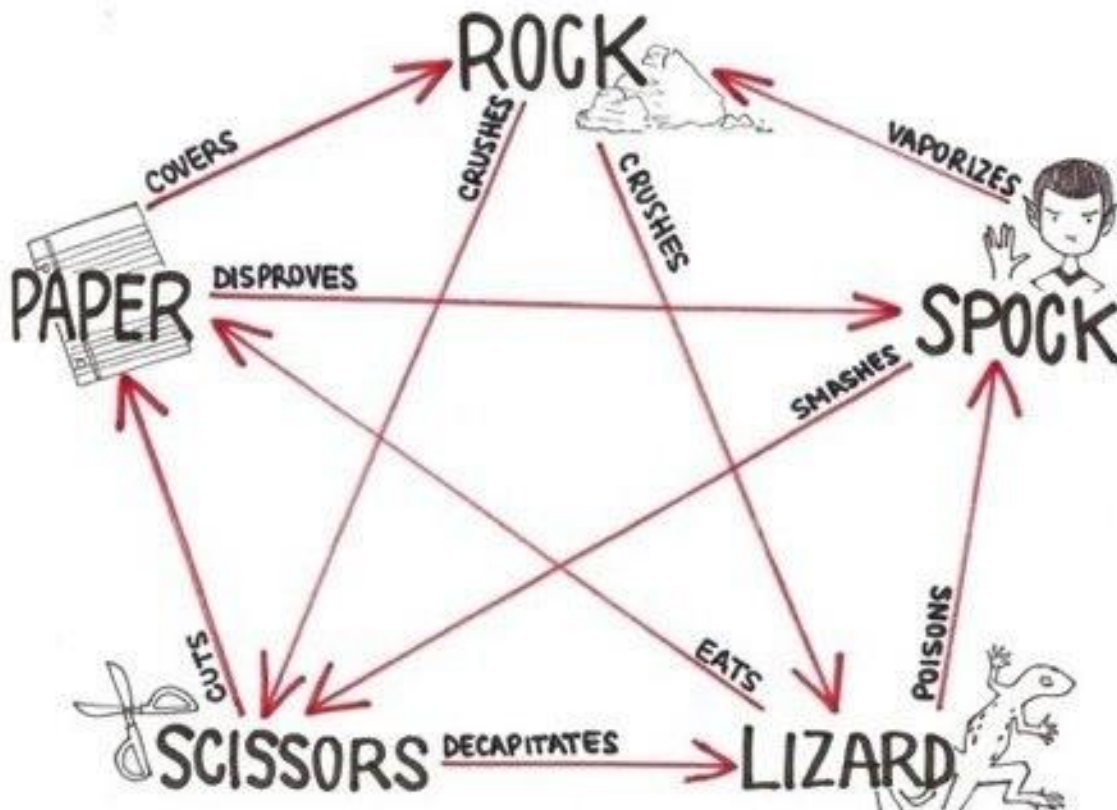 ROCK
COVERS
CRUSHES
CRUSHES
VAPORIZES
PAPER
DISPROVES
SPOCK
SMASHES
CUTS
EATS
POISONS
SCISSORS
DECAPITATES
LIZARD